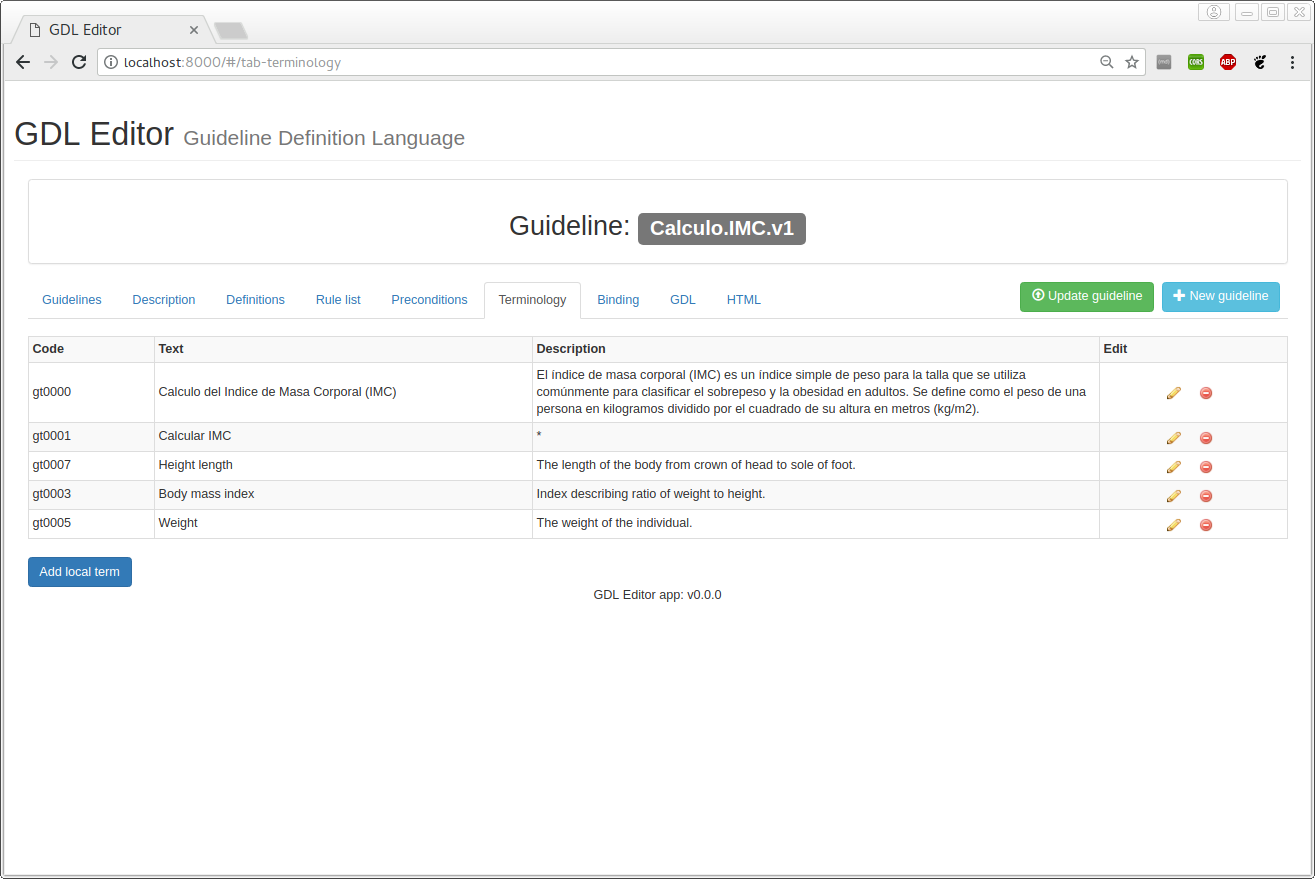 GDL Editor
localhost:8000/#/tab-terminology
CORS
ABP
GDL Editor Guideline Definition Language
Guideline: Calculo.IMC.v1
Guidelines Description Definitions Rule list Preconditions Terminology Binding GDL HTML Update guideline New guideline
Code Text Description Edit
gt0000 Calculo del Indice de Masa Corporal (IMC) El índice de masa corporal (IMC) es un índice simple de peso para la talla que se utiliza
comúnmente para clasificar el sobrepeso y la obesidad en adultos. Se define como el peso de una
persona en kilogramos dividido por el cuadrado de su altura en metros (kg/m2).
gt0001 Calcular IMC *
gt0007 Height length The length of the body from crown of head to sole of foot.
gt0003 Body mass index Index describing ratio of weight to height.
gt0005 Weight The weight of the individual.
Add local term
GDL Editor app: v0.0.0